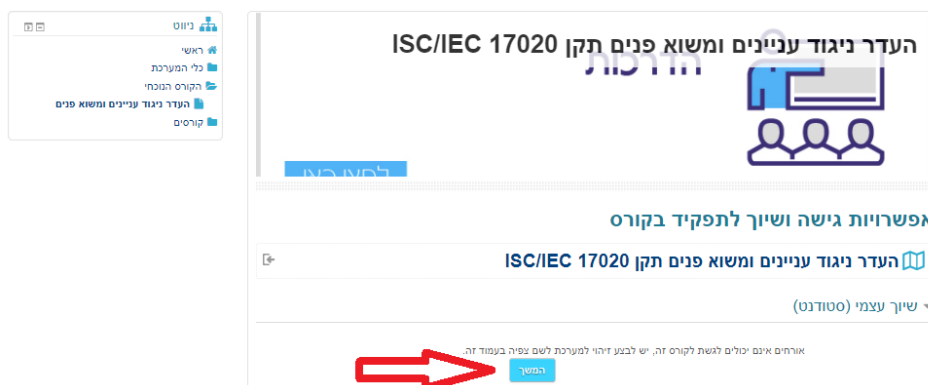 ניווט
ראשי
כלי המערכת
הקורס הנוכחי
העדר ניגוד עניינים ומשוא פנים
קורסים
העדר ניגוד עניינים ומשוא פנים תקן ISC/IEC 17020
הדרכות
לחצו כאן
אפשרויות גישה ושיוך לתפקיד בקורס
העדר ניגוד עניינים ומשוא פנים תקן ISC/IEC 17020
שיוך עצמי (סטודנט)
אורחים אינם יכולים לגשת לקורס זה, יש לבצע זיהוי למערכת לשם צפיה בעמוד זה.
המשך